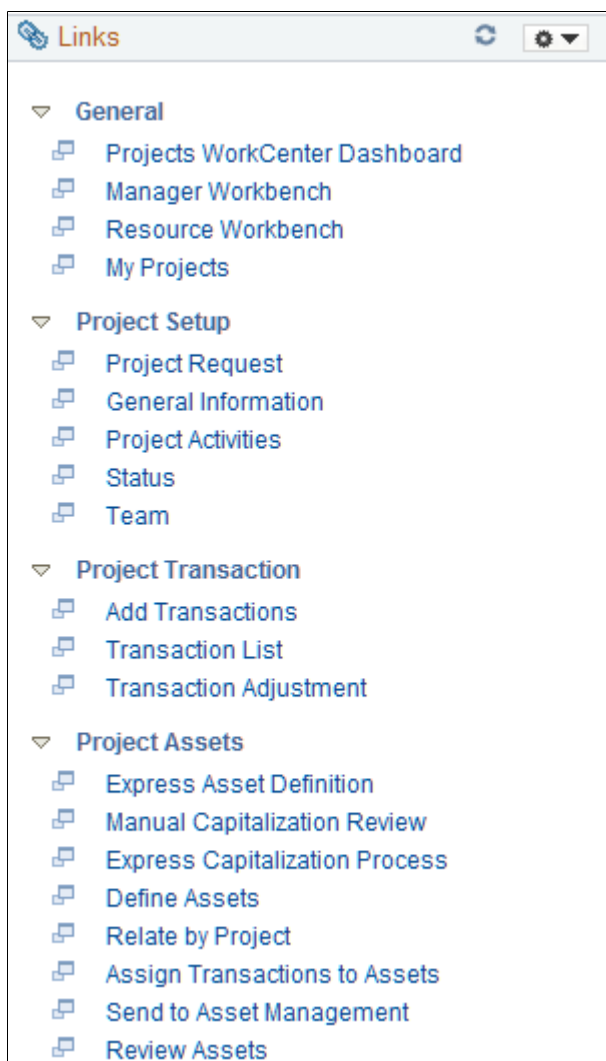 Links
General
Projects WorkCenter Dashboard
Manager Workbench
Resource Workbench
My Projects
Project Setup
Project Request
General Information
Project Activities
Status
Team
Project Transaction
Add Transactions
Transaction List
Transaction Adjustment
Project Assets
Express Asset Definition
Manual Capitalization Review
Express Capitalization Process
Define Assets
Relate by Project
Assign Transactions to Assets
Send to Asset Management
Review Assets